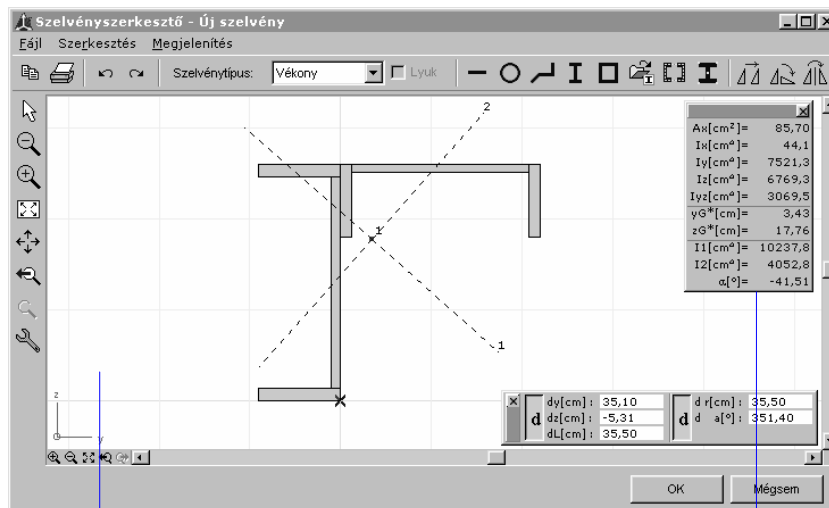 Szelvényszerkesztő - Új szelvény
Fájl Szerkesztés Megjelenítés
Szelvénytípus: Vékony Lyuk
2
Ax[cm²]= 85,70
Ix[cm⁴]= 44,1
Iy[cm⁴]= 7521,3
Iz[cm⁴]= 6769,3
Iyz[cm⁴]= 3069,5
yG*[cm]= 3,43
zG*[cm]= 17,76
I1[cm⁴]= 10237,8
I2[cm⁴]= 4052,8
α[°]= -41,51
1
1
z
y
d
dy[cm]: 35,10
dz[cm]: -5,31
dL[cm]: 35,50
d
d r[cm]: 35,50
d a[°]: 351,40
OK Mégsem